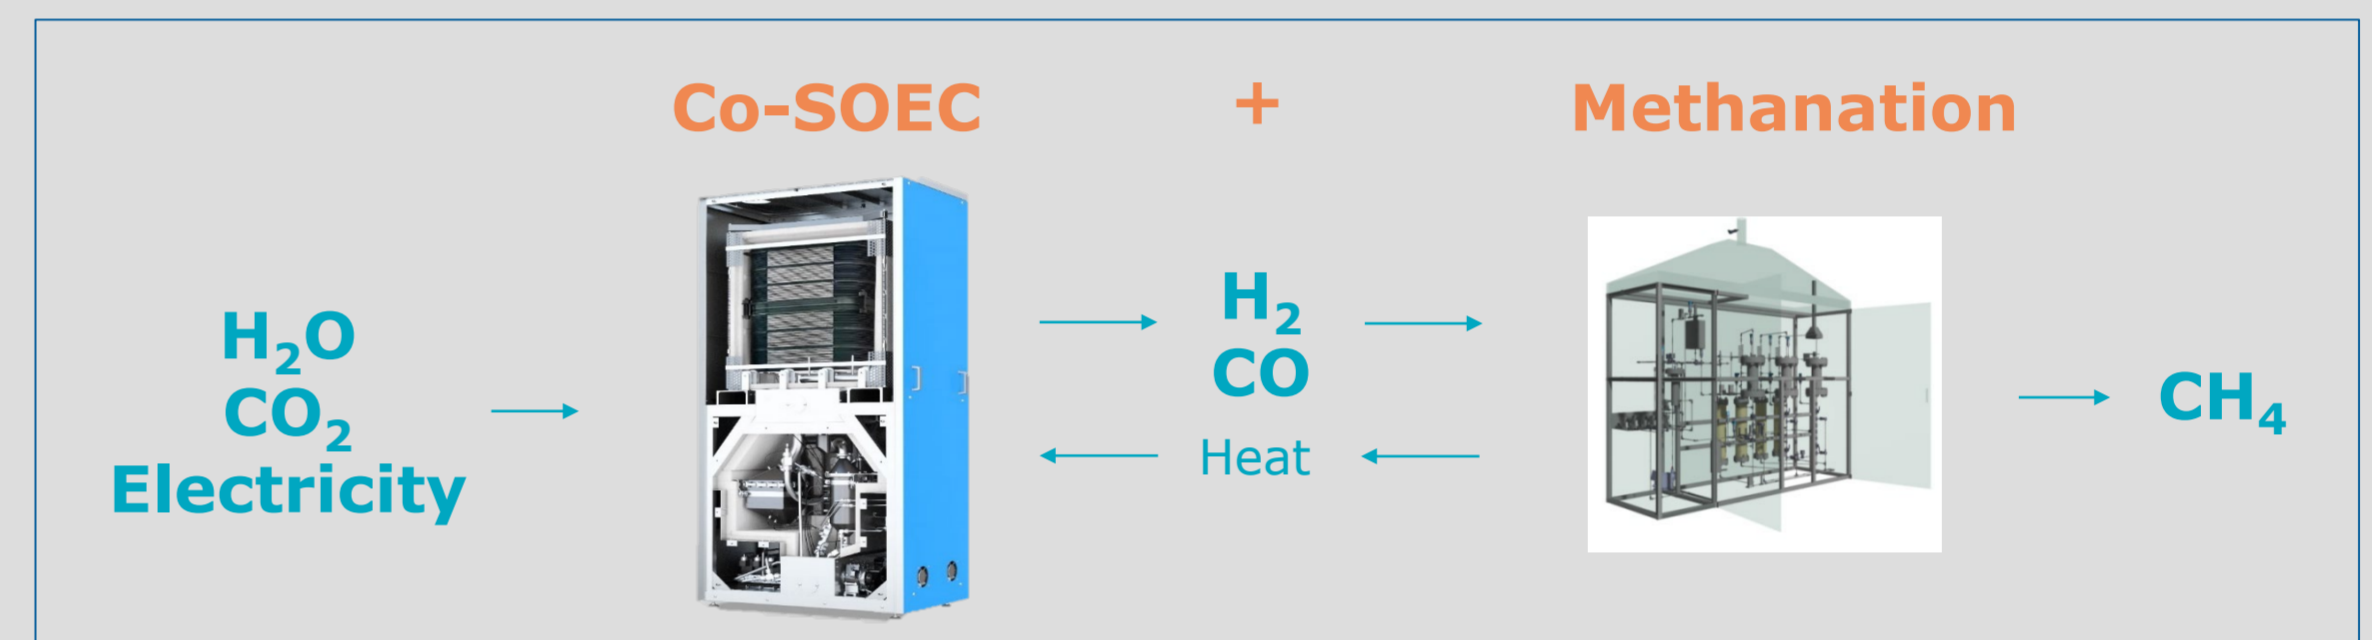 Co-SOEC + Methanation
H₂O
CO₂
Electricity
H₂
CO
Heat
CH₄